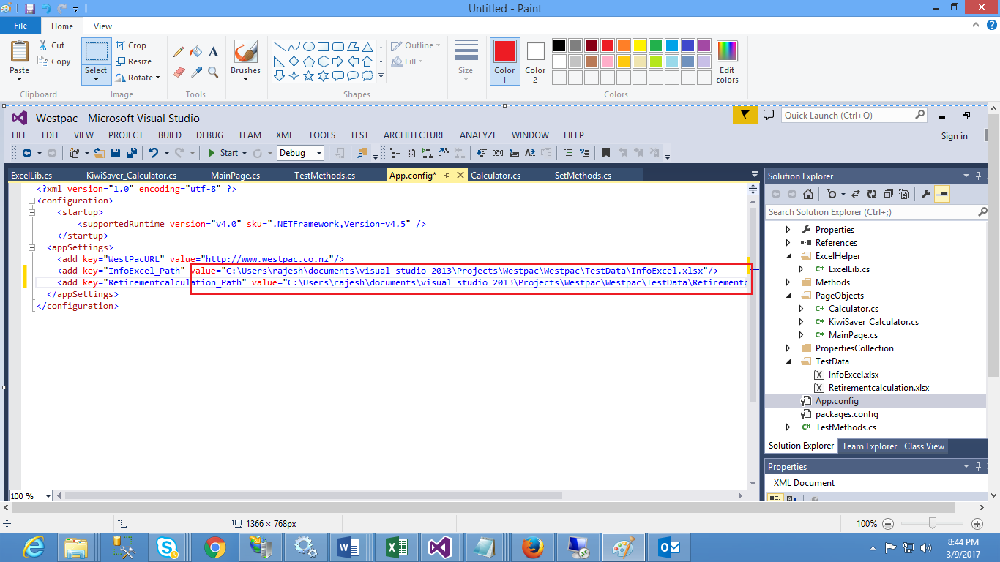 Untitled - Paint
File Home View
Paste Cut Copy Clipboard
Select Crop Resize Rotate Image
Tools
Brushes
Outline Fill Shapes
Size
Color 1 Color 2 Edit colors Colors
Westpac - Microsoft Visual Studio
Quick Launch (Ctrl+Q)
FILE EDIT VIEW PROJECT BUILD DEBUG TEAM XML TOOLS TEST ARCHITECTURE ANALYZE WINDOW HELP
Sign in
Start Debug
ExcelLib.cs KiwiSaver_Calculator.cs MainPage.cs TestMethods.cs App.config* Calculator.cs SetMethods.cs
<?xml version="1.0" encoding="utf-8" ?>
<configuration>
<startup>
<supportedRuntime version="v4.0" sku=".NETFramework,Version=v4.5" />
</startup>
<appSettings>
<add key="WestPacURL" value="http://www.westpac.co.nz"/>
<add key="InfoExcel_Path" value="C:\Users\rajesh\documents\visual studio 2013\Projects\Westpac\Westpac\TestData\InfoExcel.xlsx"/>
<add key="Retirementcalculation_Path" value="C:\Users\rajesh\documents\visual studio 2013\Projects\Westpac\Westpac\TestData\Retirementc
</appSettings>
</configuration>
100 %
Solution Explorer
Search Solution Explorer (Ctrl+;)
Properties
References
ExcelHelper
C# ExcelLib.cs
Methods
PageObjects
C# Calculator.cs
C# KiwiSaver_Calculator.cs
C# MainPage.cs
PropertiesCollection
TestData
InfoExcel.xlsx
Retirementcalculation.xlsx
App.config
packages.config
C# TestMethods.cs
Solution Explorer Team Explorer Class View
Properties
XML Document
1366 × 768px
100%
8:44 PM
3/9/2017